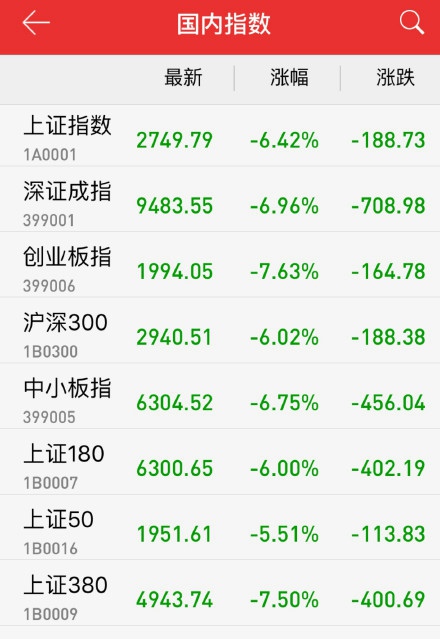 国内指数
最新 涨幅 涨跌
上证指数 2749.79 -6.42% -188.73
1A0001
深证成指 9483.55 -6.96% -708.98
399001
创业板指 1994.05 -7.63% -164.78
399006
沪深300 2940.51 -6.02% -188.38
1B0300
中小板指 6304.52 -6.75% -456.04
399005
上证180 6300.65 -6.00% -402.19
1B0007
上证50 1951.61 -5.51% -113.83
1B0016
上证380 4943.74 -7.50% -400.69
1B0009